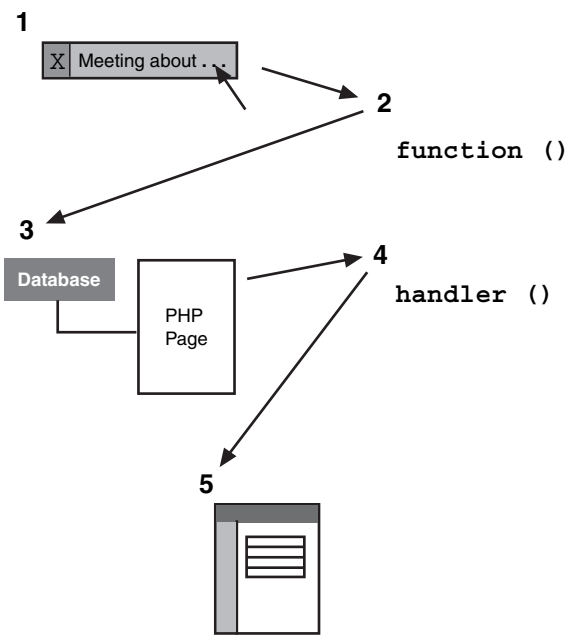 1
X Meeting about . . .
2
function ()
3
Database
PHP
Page
4
handler ()
5